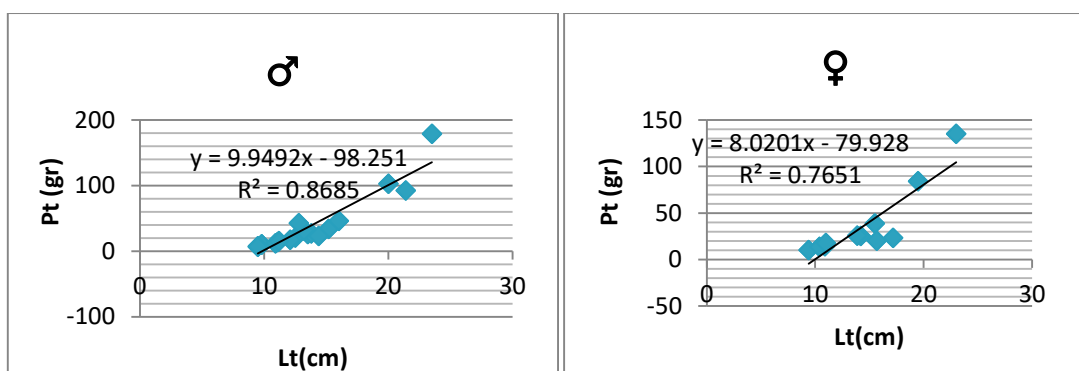 ♂
200
100
0
-100
0
10
20
30
y = 9.9492x - 98.251
R² = 0.8685
Pt (gr)
Lt(cm)
♀
150
100
50
0
-50
0
10
20
30
y = 8.0201x - 79.928
R² = 0.7651
Pt (gr)
Lt(cm)